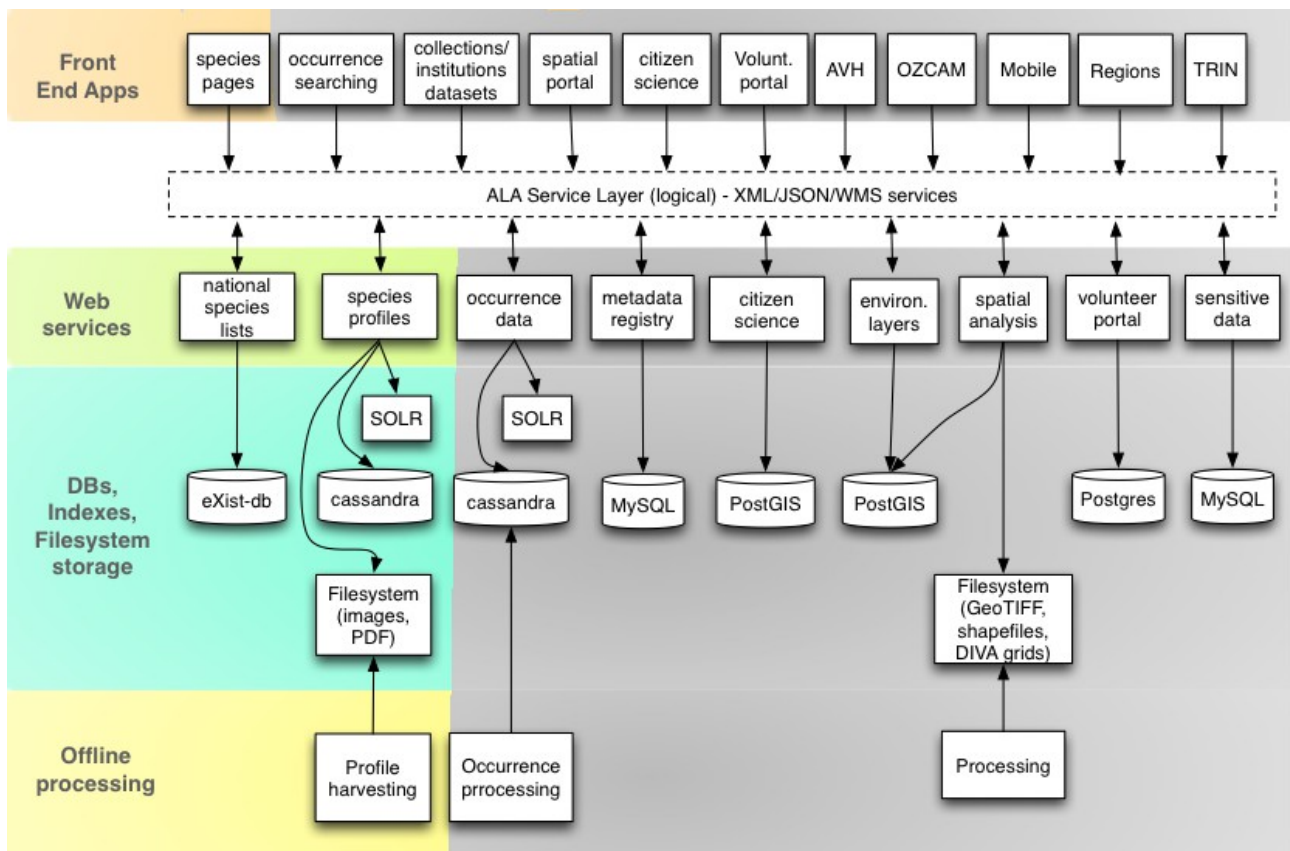 Front
End Apps
species
pages
occurrence
searching
collections/
institutions
datasets
spatial
portal
citizen
science
Volunt.
portal
AVH
OZCAM
Mobile
Regions
TRIN
ALA Service Layer (logical) - XML/JSON/WMS services
Web
services
national
species
lists
species
profiles
occurrence
data
metadata
registry
citizen
science
environ.
layers
spatial
analysis
volunteer
portal
sensitive
data
DBs,
Indexes,
Filesystem
storage
SOLR
SOLR
eXist-db
cassandra
cassandra
MySQL
PostGIS
PostGIS
Postgres
MySQL
Filesystem
(images,
PDF)
Filesystem
(GeoTIFF,
shapefiles,
DIVA grids)
Offline
processing
Profile
harvesting
Occurrence
prrocessing
Processing